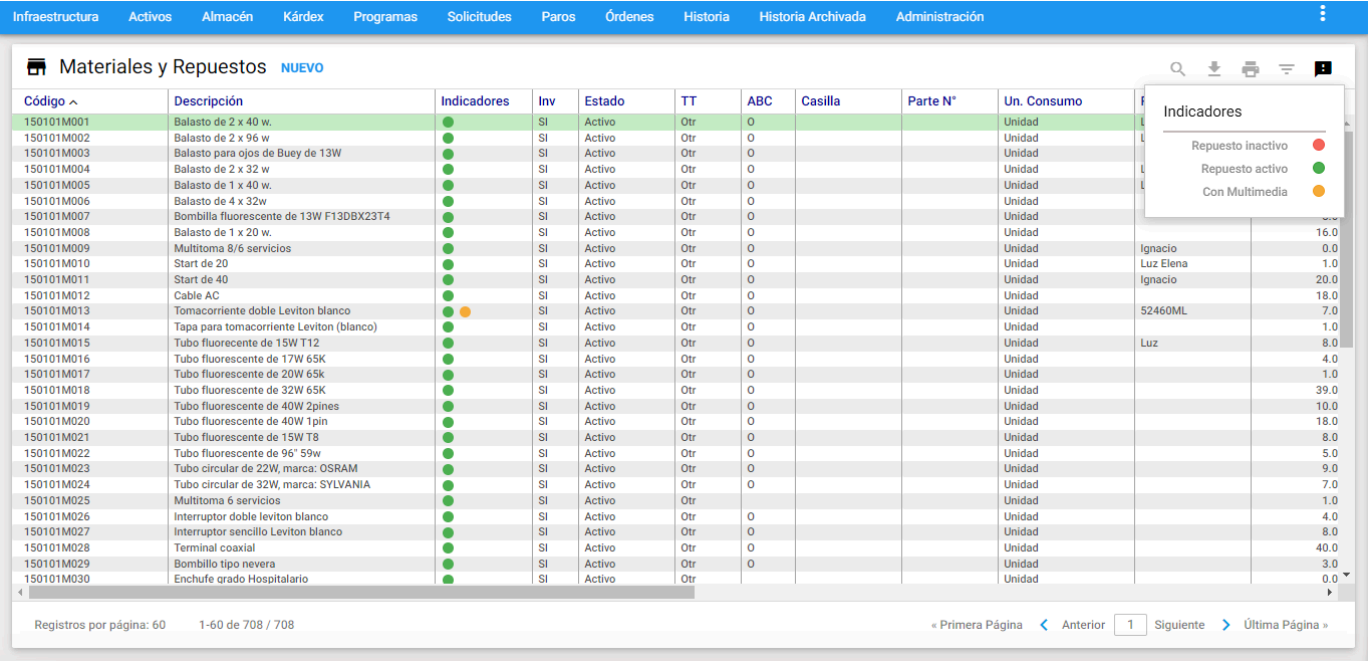 Infraestructura Activos Almacén Kárdex Programas Solicitudes Paros Órdenes Historia Historia Archivada Administración
Materiales y Repuestos NUEVO
Código Descripción Indicadores Inv Estado TT ABC Casilla Parte N° Un. Consumo
Indicadores
Repuesto inactivo
Repuesto activo
Con Multimedia
150101M001 Balasto de 2 x 40 w. SI Activo Otr O Unidad
150101M002 Balasto de 2 x 96 w SI Activo Otr O Unidad
150101M003 Balasto para ojos de Buey de 13W SI Activo Otr O Unidad
150101M004 Balasto de 2 x 32 w SI Activo Otr O Unidad
150101M005 Balasto de 1 x 40 w. SI Activo Otr O Unidad
150101M006 Balasto de 4 x 32w SI Activo Otr O Unidad
150101M007 Bombilla fluorescente de 13W F13DBX23T4 SI Activo Otr O Unidad
150101M008 Balasto de 1 x 20 w. SI Activo Otr O Unidad 16.0
150101M009 Multitoma 8/6 servicios SI Activo Otr O Unidad Ignacio 0.0
150101M010 Start de 20 SI Activo Otr O Unidad Luz Elena 1.0
150101M011 Start de 40 SI Activo Otr O Unidad Ignacio 20.0
150101M012 Cable AC SI Activo Otr O Unidad 18.0
150101M013 Tomacorriente doble Leviton blanco SI Activo Otr O Unidad 52460ML 7.0
150101M014 Tapa para tomacorriente Leviton (blanco) SI Activo Otr O Unidad 1.0
150101M015 Tubo fluorecente de 15W T12 SI Activo Otr O Unidad Luz 8.0
150101M016 Tubo fluorescente de 17W 65K SI Activo Otr O Unidad 4.0
150101M017 Tubo fluorescente de 20W 65k SI Activo Otr O Unidad 1.0
150101M018 Tubo fluorescente de 32W 65K SI Activo Otr O Unidad 39.0
150101M019 Tubo fluorescente de 40W 2pines SI Activo Otr O Unidad 10.0
150101M020 Tubo fluorescente de 40W 1pin SI Activo Otr O Unidad 18.0
150101M021 Tubo fluorescente de 15W T8 SI Activo Otr O Unidad 8.0
150101M022 Tubo fluorescente de 96" 59w SI Activo Otr O Unidad 5.0
150101M023 Tubo circular de 22W, marca: OSRAM SI Activo Otr O Unidad 9.0
150101M024 Tubo circular de 32W, marca: SYLVANIA SI Activo Otr O Unidad 7.0
150101M025 Multitoma 6 servicios SI Activo Otr Unidad 1.0
150101M026 Interruptor doble leviton blanco SI Activo Otr O Unidad 4.0
150101M027 Interruptor sencillo Leviton blanco SI Activo Otr O Unidad 8.0
150101M028 Terminal coaxial SI Activo Otr O Unidad 40.0
150101M029 Bombillo tipo nevera SI Activo Otr O Unidad 3.0
150101M030 Enchufe grado Hospitalario SI Activo Otr Unidad 0.0
Registros por página: 60 1-60 de 708 / 708 « Primera Página Anterior 1 Siguiente Última Página »